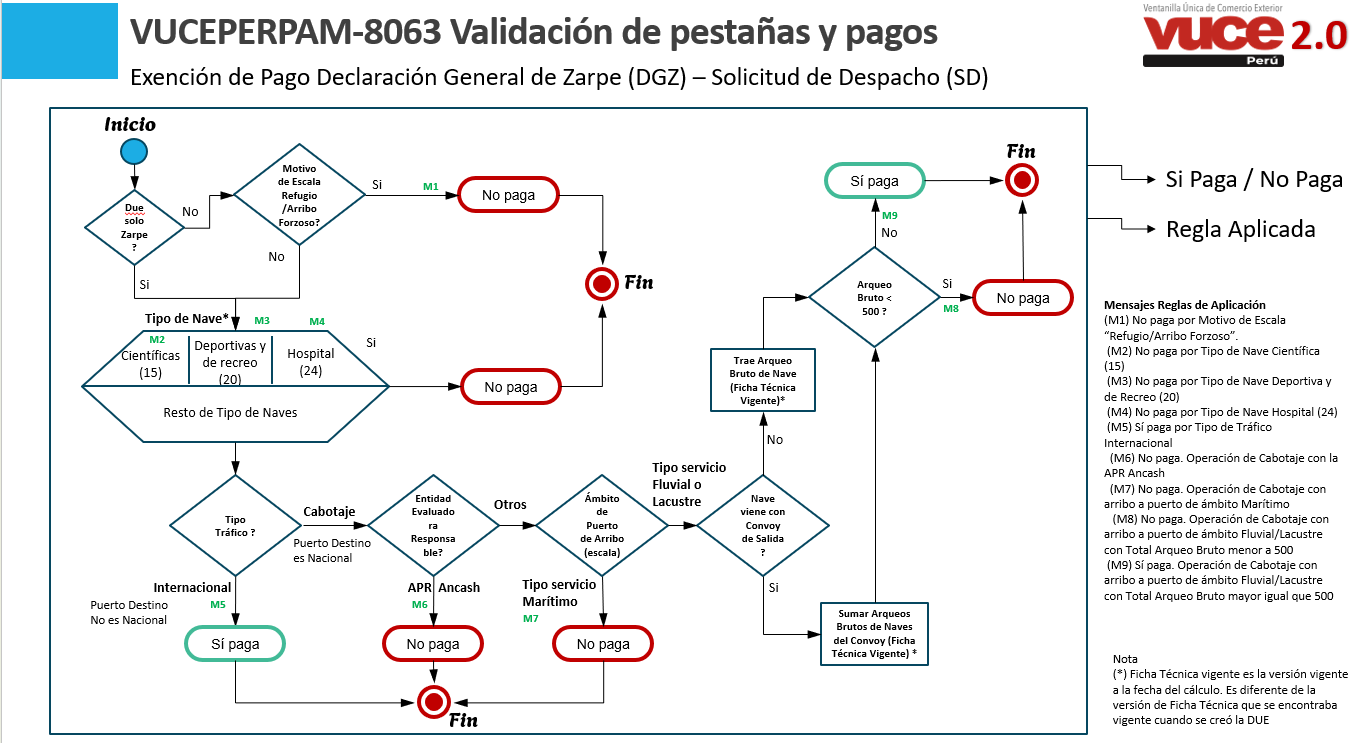 VUCEPERPAM-8063 Validación de pestañas y pagos
Exención de Pago Declaración General de Zarpe (DGZ) – Solicitud de Despacho (SD)
Ventanilla Única de Comercio Exterior
vuce 2.0
Perú
Inicio
Due
solo
Zarpe
?
No
Si
Motivo
de Escala
Refugio
/Arribo
Forzoso?
Si
M1
No
No paga
Fin
Tipo de Nave*
M3
M4
M2
Científicas
(15)
Deportivas y
de recreo
(20)
Hospital
(24)
Si
Resto de Tipo de Naves
No paga
Tipo
Tráfico ?
Cabotaje
Puerto Destino
es Nacional
Internacional
M5
Puerto Destino
No es Nacional
Sí paga
Entidad
Evaluado
ra
Responsa
ble?
Otros
APR Ancash
M6
No paga
Ámbito
de
Puerto
de Arribo
(escala)
Tipo servicio
Marítimo
M7
No paga
Fin
Tipo servicio
Fluvial o
Lacustre
Nave
viene con
Convoy
de Salida
?
No
Si
Trae Arqueo
Bruto de Nave
(Ficha Técnica
Vigente)*
Sumar Arqueos
Brutos de Naves
del Convoy (Ficha
Técnica Vigente) *
Arqueo
Bruto <
500 ?
Si
M8
No paga
M9
No
Sí paga
Fin
Si Paga / No Paga
Regla Aplicada
Mensajes Reglas de Aplicación
(M1) No paga por Motivo de Escala
“Refugio/Arribo Forzoso”.
(M2) No paga por Tipo de Nave Científica
(15)
(M3) No paga por Tipo de Nave Deportiva y
de Recreo (20)
(M4) No paga por Tipo de Nave Hospital (24)
(M5) Sí paga por Tipo de Tráfico
Internacional
(M6) No paga. Operación de Cabotaje con la
APR Ancash
(M7) No paga. Operación de Cabotaje con
arribo a puerto de ámbito Marítimo
(M8) No paga. Operación de Cabotaje con
arribo a puerto de ámbito Fluvial/Lacustre
con Total Arqueo Bruto menor a 500
(M9) Sí paga. Operación de Cabotaje con
arribo a puerto de ámbito Fluvial/Lacustre
con Total Arqueo Bruto mayor igual que 500
Nota
(*) Ficha Técnica vigente es la versión vigente
a la fecha del cálculo. Es diferente de la
versión de Ficha Técnica que se encontraba
vigente cuando se creó la DUE